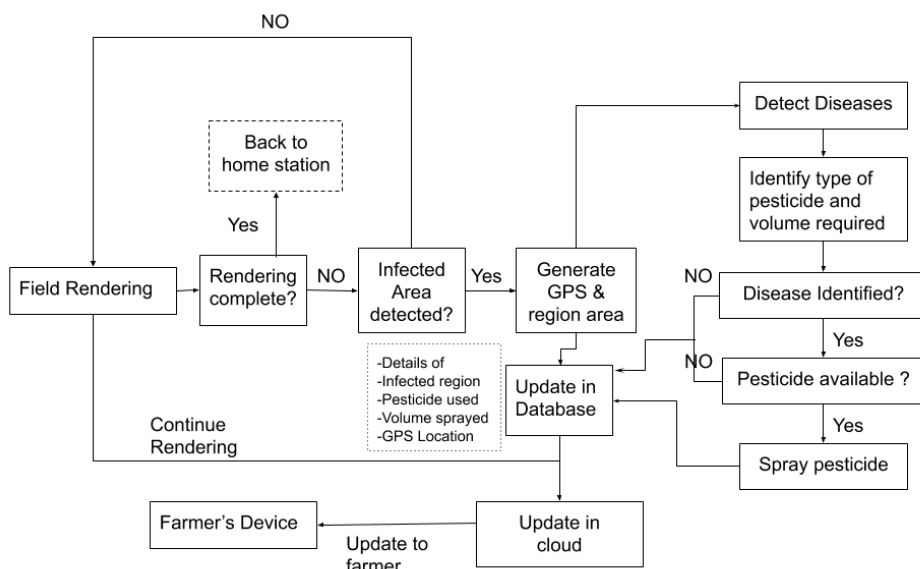 NO
Detect Diseases
Back to
home station
Identify type of
pesticide and
volume required
Yes
Field Rendering
Rendering
complete?
NO
Infected
Area
detected?
Yes
Generate
GPS &
region area
NO
Disease Identified?
Yes
-Details of
-Infected region
-Pesticide used
-Volume sprayed
-GPS Location
Update in
Database
NO
Pesticide available ?
Yes
Continue
Rendering
Spray pesticide
Farmer's Device
Update to
farmer
Update in
cloud